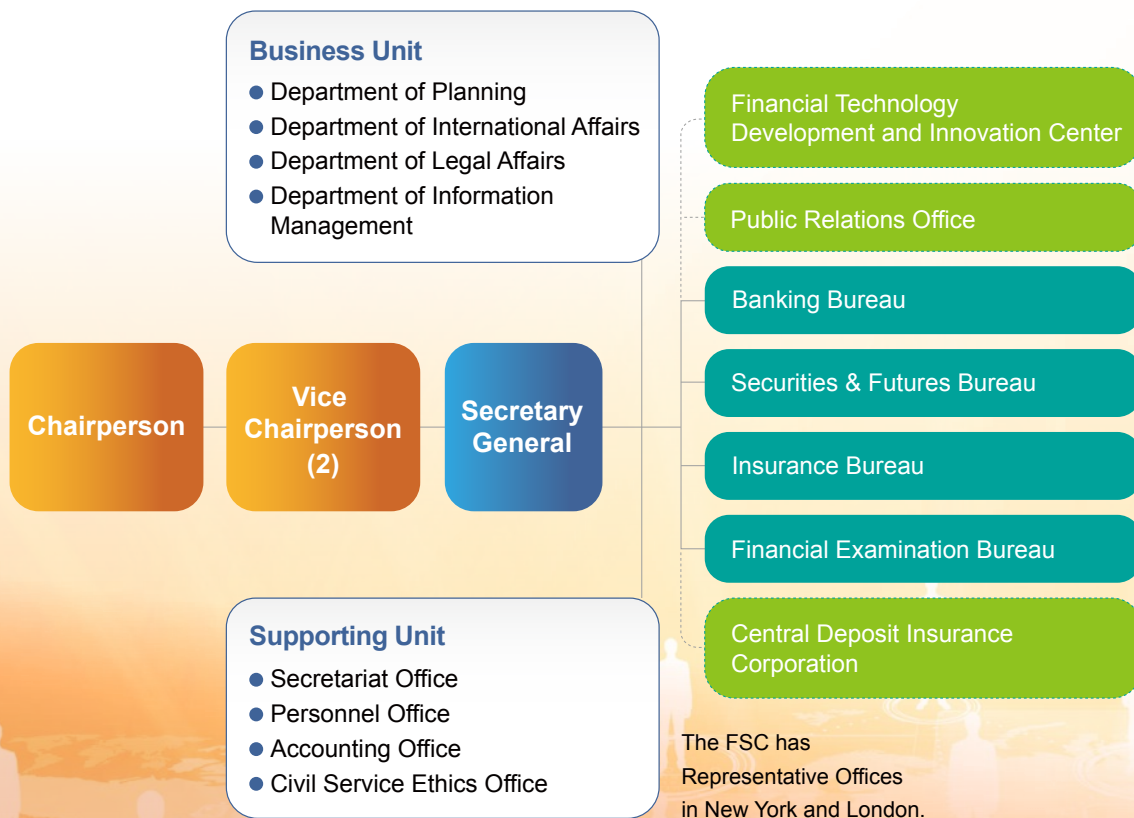 Business Unit
● Department of Planning
● Department of International Affairs
● Department of Legal Affairs
● Department of Information
Management
Chairperson
Vice
Chairperson
(2)
Secretary
General
Supporting Unit
● Secretariat Office
● Personnel Office
● Accounting Office
● Civil Service Ethics Office
Financial Technology
Development and Innovation Center
Public Relations Office
Banking Bureau
Securities & Futures Bureau
Insurance Bureau
Financial Examination Bureau
Central Deposit Insurance
Corporation
The FSC has
Representative Offices
in New York and London.